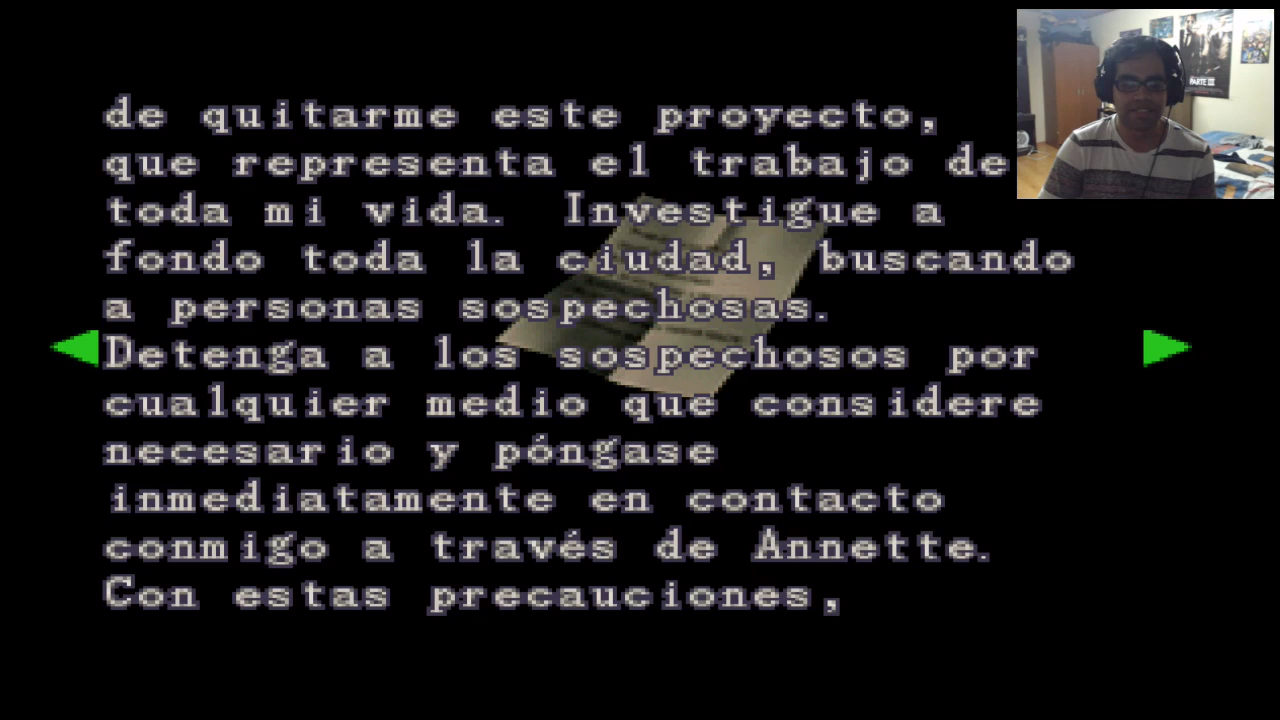 de quitarme este proyecto,
que representa el trabajo de
toda mi vida. Investigue a
fondo toda la ciudad, buscando
a personas sospechosas.
Detenga a los sospechosos por
cualquier medio que considere
necesario y póngase
inmediatamente en contacto
conmigo a través de Annette.
Con estas precauciones,
PARTE III